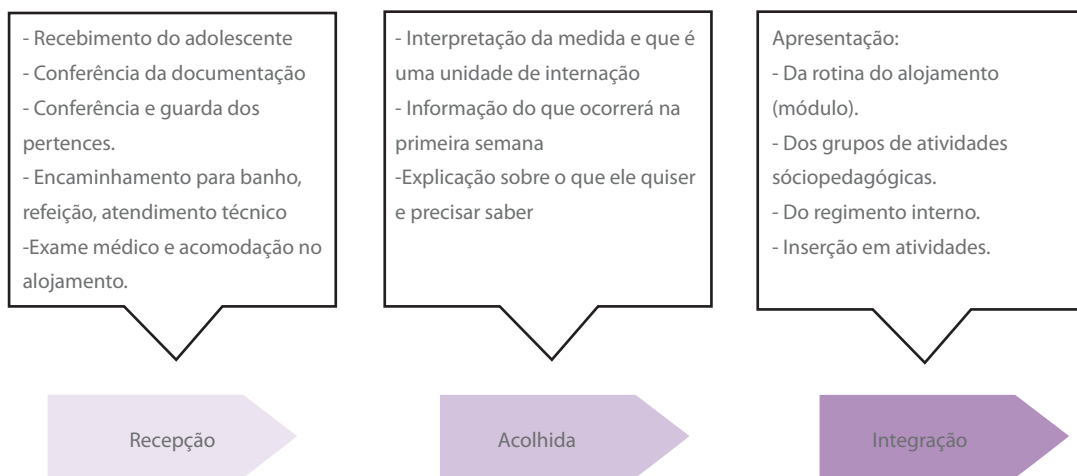 - Recebimento do adolescente
- Conferência da documentação
- Conferência e guarda dos
pertences.
- Encaminhamento para banho,
refeição, atendimento técnico
-Exame médico e acomodação no
alojamento.
- Interpretação da medida e que é
uma unidade de internação
- Informação do que ocorrerá na
primeira semana
-Explicação sobre o que ele quiser
e precisar saber
Apresentação:
- Da rotina do alojamento
(módulo).
- Dos grupos de atividades
sóciopedagógicas.
- Do regimento interno.
- Inserção em atividades.
Recepção
Acolhida
Integração